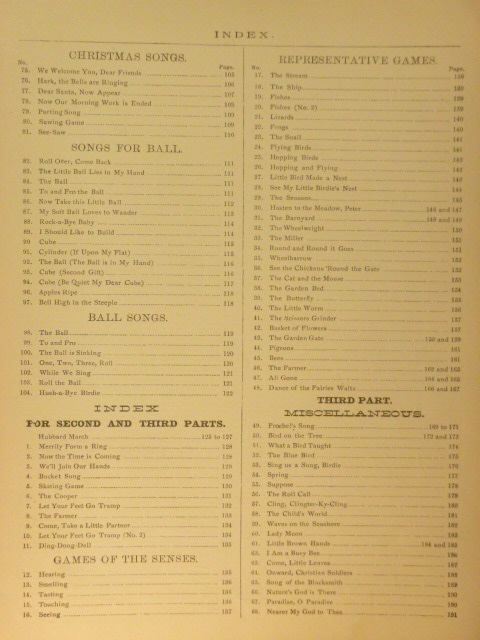 INDEX.
CHRISTMAS SONGS.
No. Page.
75. We Welcome You, Dear Friends 105
76. Hark, the Bells are Ringing 106
77. Dear Santa, Now Appear 107
78. Now Our Morning Work is Ended 108
79. Parting Song 109
80. Sawing Game 109
81. See-Saw 110
SONGS FOR BALL.
82. Roll Over, Come Back 111
83. The Little Ball Lies in My Hand 111
84. The Ball 111
85. To and Fro the Ball 111
86. Now Take this Little Ball 112
87. My Soft Ball Loves to Wander 113
88. Rock-a-Bye Baby 114
89. I Should Like to Build 114
90. Cube 115
91. Cylinder (If Upon My Flat) 115
92. The Ball (The Ball is in My Hand) 116
93. Cube (Second Gift) 116
94. Cube (Be Quiet My Dear Cube) 117
96. Apples Ripe 118
97. Bell High in the Steeple 118
BALL SONGS.
98. The Ball 119
99. To and Fro 119
100. The Ball is Sinking 120
101. One, Two, Three, Roll 120
102. While We Sing 121
103. Roll the Ball 121
104. Hush-a-Bye Birdie 122
INDEX
FOR SECOND AND THIRD PARTS.
Hubbard March 125 to 127
1. Merrily Form a Ring 128
2. Now the Time is Coming 128
3. We'll Join Our Hands 129
4. Bucket Song 129
5. Skating Game 130
6. The Cooper 131
7. Let Your Feet Go Tramp 132
8. The Farmer 133
9. Come, Take a Little Partner 134
10. Let Your Feet Go Tramp (No. 2) 134
11. Ding-Dong-Dell 135
GAMES OF THE SENSES.
12. Hearing 135
13. Smelling 136
14. Tasting 136
15. Touching 136
16. Seeing 137
REPRESENTATIVE GAMES.
No. Page.
17. The Stream 138
18. The Ship 138
19. Fishes 139
20. Fishes (No. 2) 139
21. Lizards 140
22. Frogs 140
23. The Snail 141
24. Flying Birds 141
25. Hopping Birds 142
26. Hopping and Flying 142
27. Little Bird Made a Nest 143
28. See My Little Birdie's Nest 144
29. The Seasons 145
30. Hasten to the Meadow, Peter 146 and 147
31. The Barnyard 148 and 149
32. The Wheelwright 150
33. The Miller 150
34. Round and Round it Goes 151
35. Wheelbarrow 151
36. See the Chickens 'Round the Gate 152
37. The Cat and the Mouse 153
38. The Garden Bed 154
39. The Butterfly 155
40. The Little Worm 156
41. The Scissors Grinder 156
42. Basket of Flowers 157
43. The Garden Gate 158 and 159
44. Pigeons 161
45. Bees 161
46. The Farmer 162 and 163
47. All Gone 164 and 165
48. Dance of the Fairies Waltz 166 and 167
THIRD PART.
MISCELLANEOUS.
49. Froebel's Song 169 to 171
50. Bird on the Tree 172 and 173
51. What a Bird Taught 174
52. The Blue Bird 175
53. Sing us a Song, Birdie 176
54. Spring 177
55. Suppose 178
56. The Roll Call 179
57. Cling, Clingter-Ky-Cling 180
58. The Child's World 181
59. Waves on the Seashore 182
60. Lady Moon 183
61. Little Brown Hands 184 and 185
62. I Am a Busy Bee 186
63. Come, Little Leaves 187
64. Onward, Christian Soldiers 188
65. Song of the Blacksmith 189
66. Nature's God is There 190
67. Paradise, O Paradise 190
68. Nearer My God to Thee 191